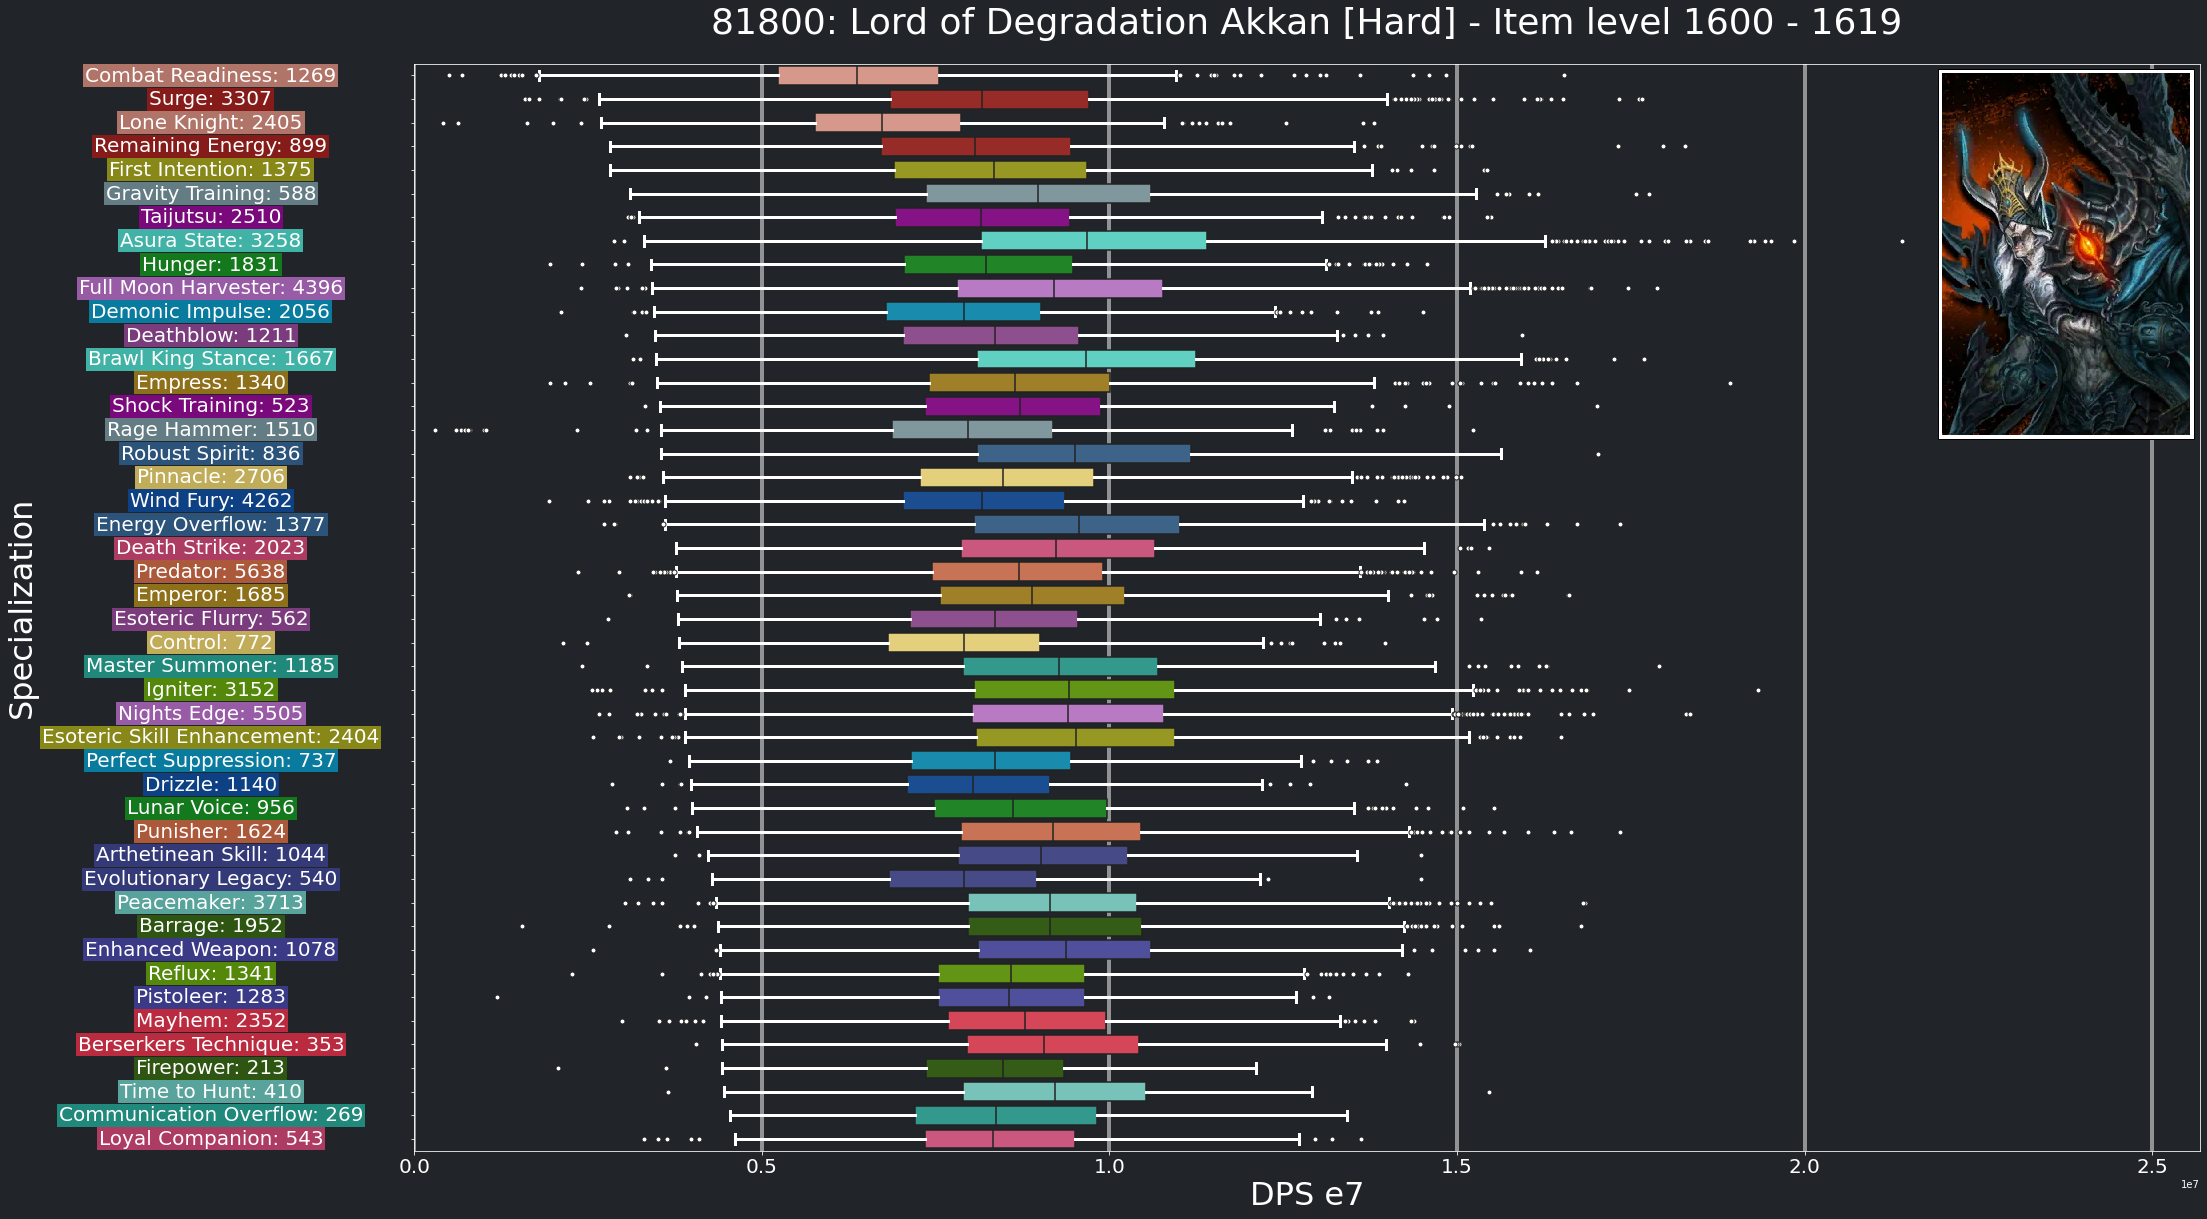 81800: Lord of Degradation Akkan [Hard] - Item level 1600 - 1619
Specialization
Combat Readiness: 1269
Surge: 3307
Lone Knight: 2405
Remaining Energy: 899
First Intention: 1375
Gravity Training: 588
Taijutsu: 2510
Asura State: 3258
Hunger: 1831
Full Moon Harvester: 4396
Demonic Impulse: 2056
Deathblow: 1211
Brawl King Stance: 1667
Empress: 1340
Shock Training: 523
Rage Hammer: 1510
Robust Spirit: 836
Pinnacle: 2706
Wind Fury: 4262
Energy Overflow: 1377
Death Strike: 2023
Predator: 5638
Emperor: 1685
Esoteric Flurry: 562
Control: 772
Master Summoner: 1185
Igniter: 3152
Nights Edge: 5505
Esoteric Skill Enhancement: 2404
Perfect Suppression: 737
Drizzle: 1140
Lunar Voice: 956
Punisher: 1624
Arthetinean Skill: 1044
Evolutionary Legacy: 540
Peacemaker: 3713
Barrage: 1952
Enhanced Weapon: 1078
Reflux: 1341
Pistoleer: 1283
Mayhem: 2352
Berserkers Technique: 353
Firepower: 213
Time to Hunt: 410
Communication Overflow: 269
Loyal Companion: 543
0.0 0.5 1.0 1.5 2.0 2.5
1e7
DPS e7